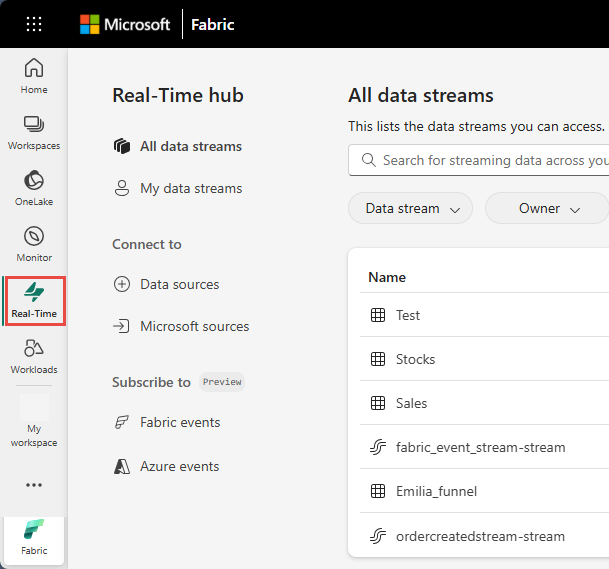 Microsoft Fabric
Home
Workspaces
OneLake
Monitor
Real-Time
Workloads
My
workspace
Fabric
Real-Time hub
All data streams
My data streams
Connect to
Data sources
Microsoft sources
Subscribe to Preview
Fabric events
Azure events
All data streams
This lists the data streams you can access.
Search for streaming data across you
Data stream Owner
Name
Test
Stocks
Sales
fabric_event_stream-stream
Emilia_funnel
ordercreatedstream-stream